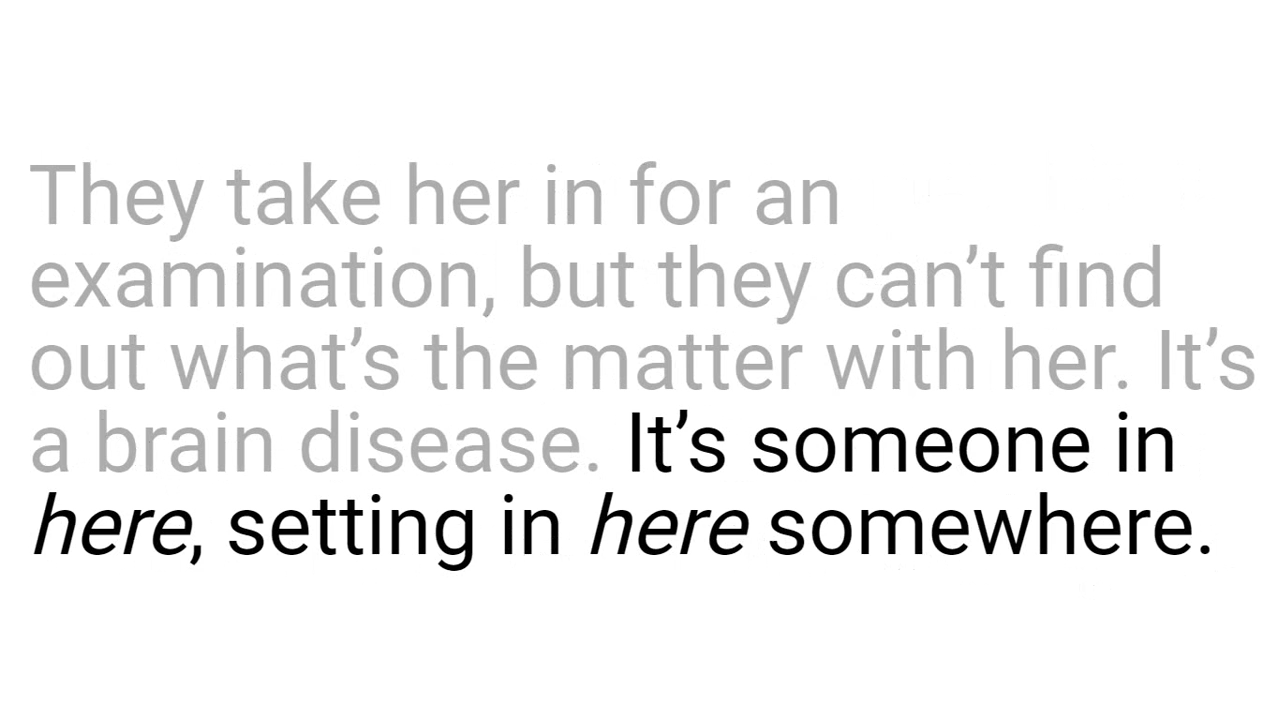 They take her in for an
examination, but they can’t find
out what’s the matter with her. It’s
a brain disease. It’s someone in
here, setting in here somewhere.